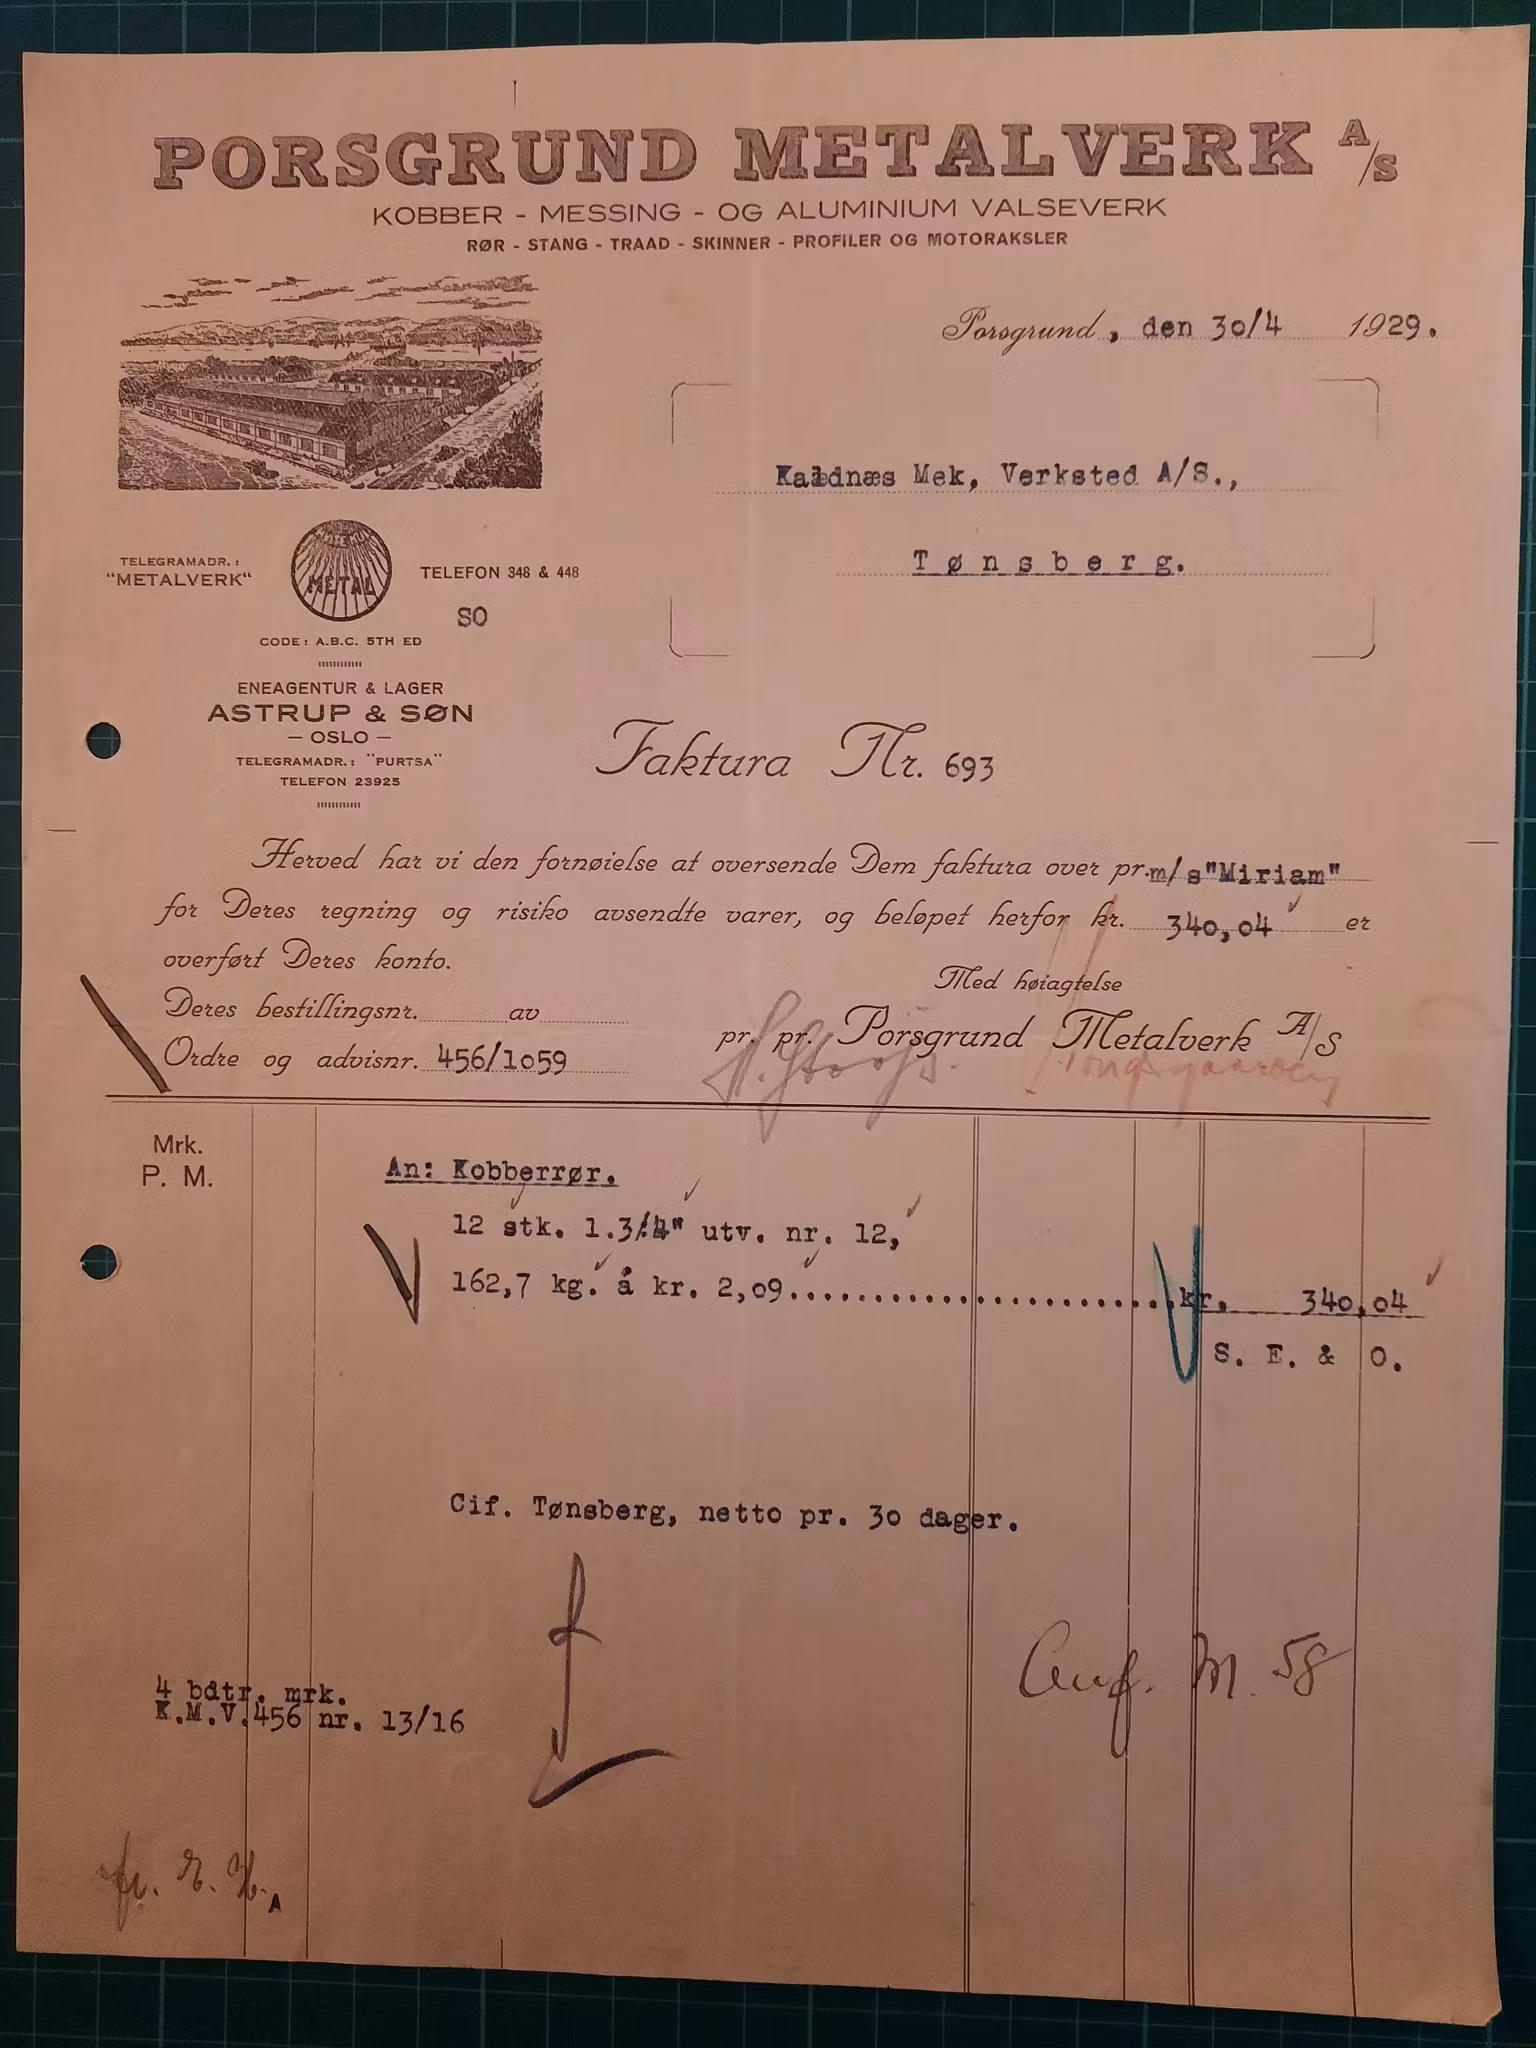 PORSGRUND METALVERK A/S
KOBBER - MESSING - OG ALUMINIUM VALSEVERK
RØR - STANG - TRAAD - SKINNER - PROFILER OG MOTORAKSLER
Porsgrund, den 30/4 1929.
Kaldnæs Mek, Verksted A/S.,
Tønsberg.
TELEGRAMADR.:
"METALVERK"
METAL
TELEFON 348 & 448
SO
CODE: A.B.C. 5TH ED
ENEAGENTUR & LAGER
ASTRUP & SØN
- OSLO -
TELEGRAMADR.: "PURTSA"
TELEFON 23925
Faktura Nr. 693
Herved har vi den fornøielse at oversende Dem faktura over pr. m/s "Miriam"
for Deres regning og risiko avsendte varer, og beløpet herfor kr. 340,04 er
overført Deres konto.
Med høiagtelse
Deres bestillingsnr. av
pr. pr. Porsgrund Metalverk A/S
Ordre og advisnr. 456/1059
Mrk.
P. M.
An: Kobberrør.
12 stk. 1.3/4" utv. nr. 12,
162,7 kg. å kr. 2,09........................kr. 340,04
S. E. & O.
Cif. Tønsberg, netto pr. 30 dager.
M. 58
4 bdtr. mrk.
K.M.V.456 nr. 13/16
A